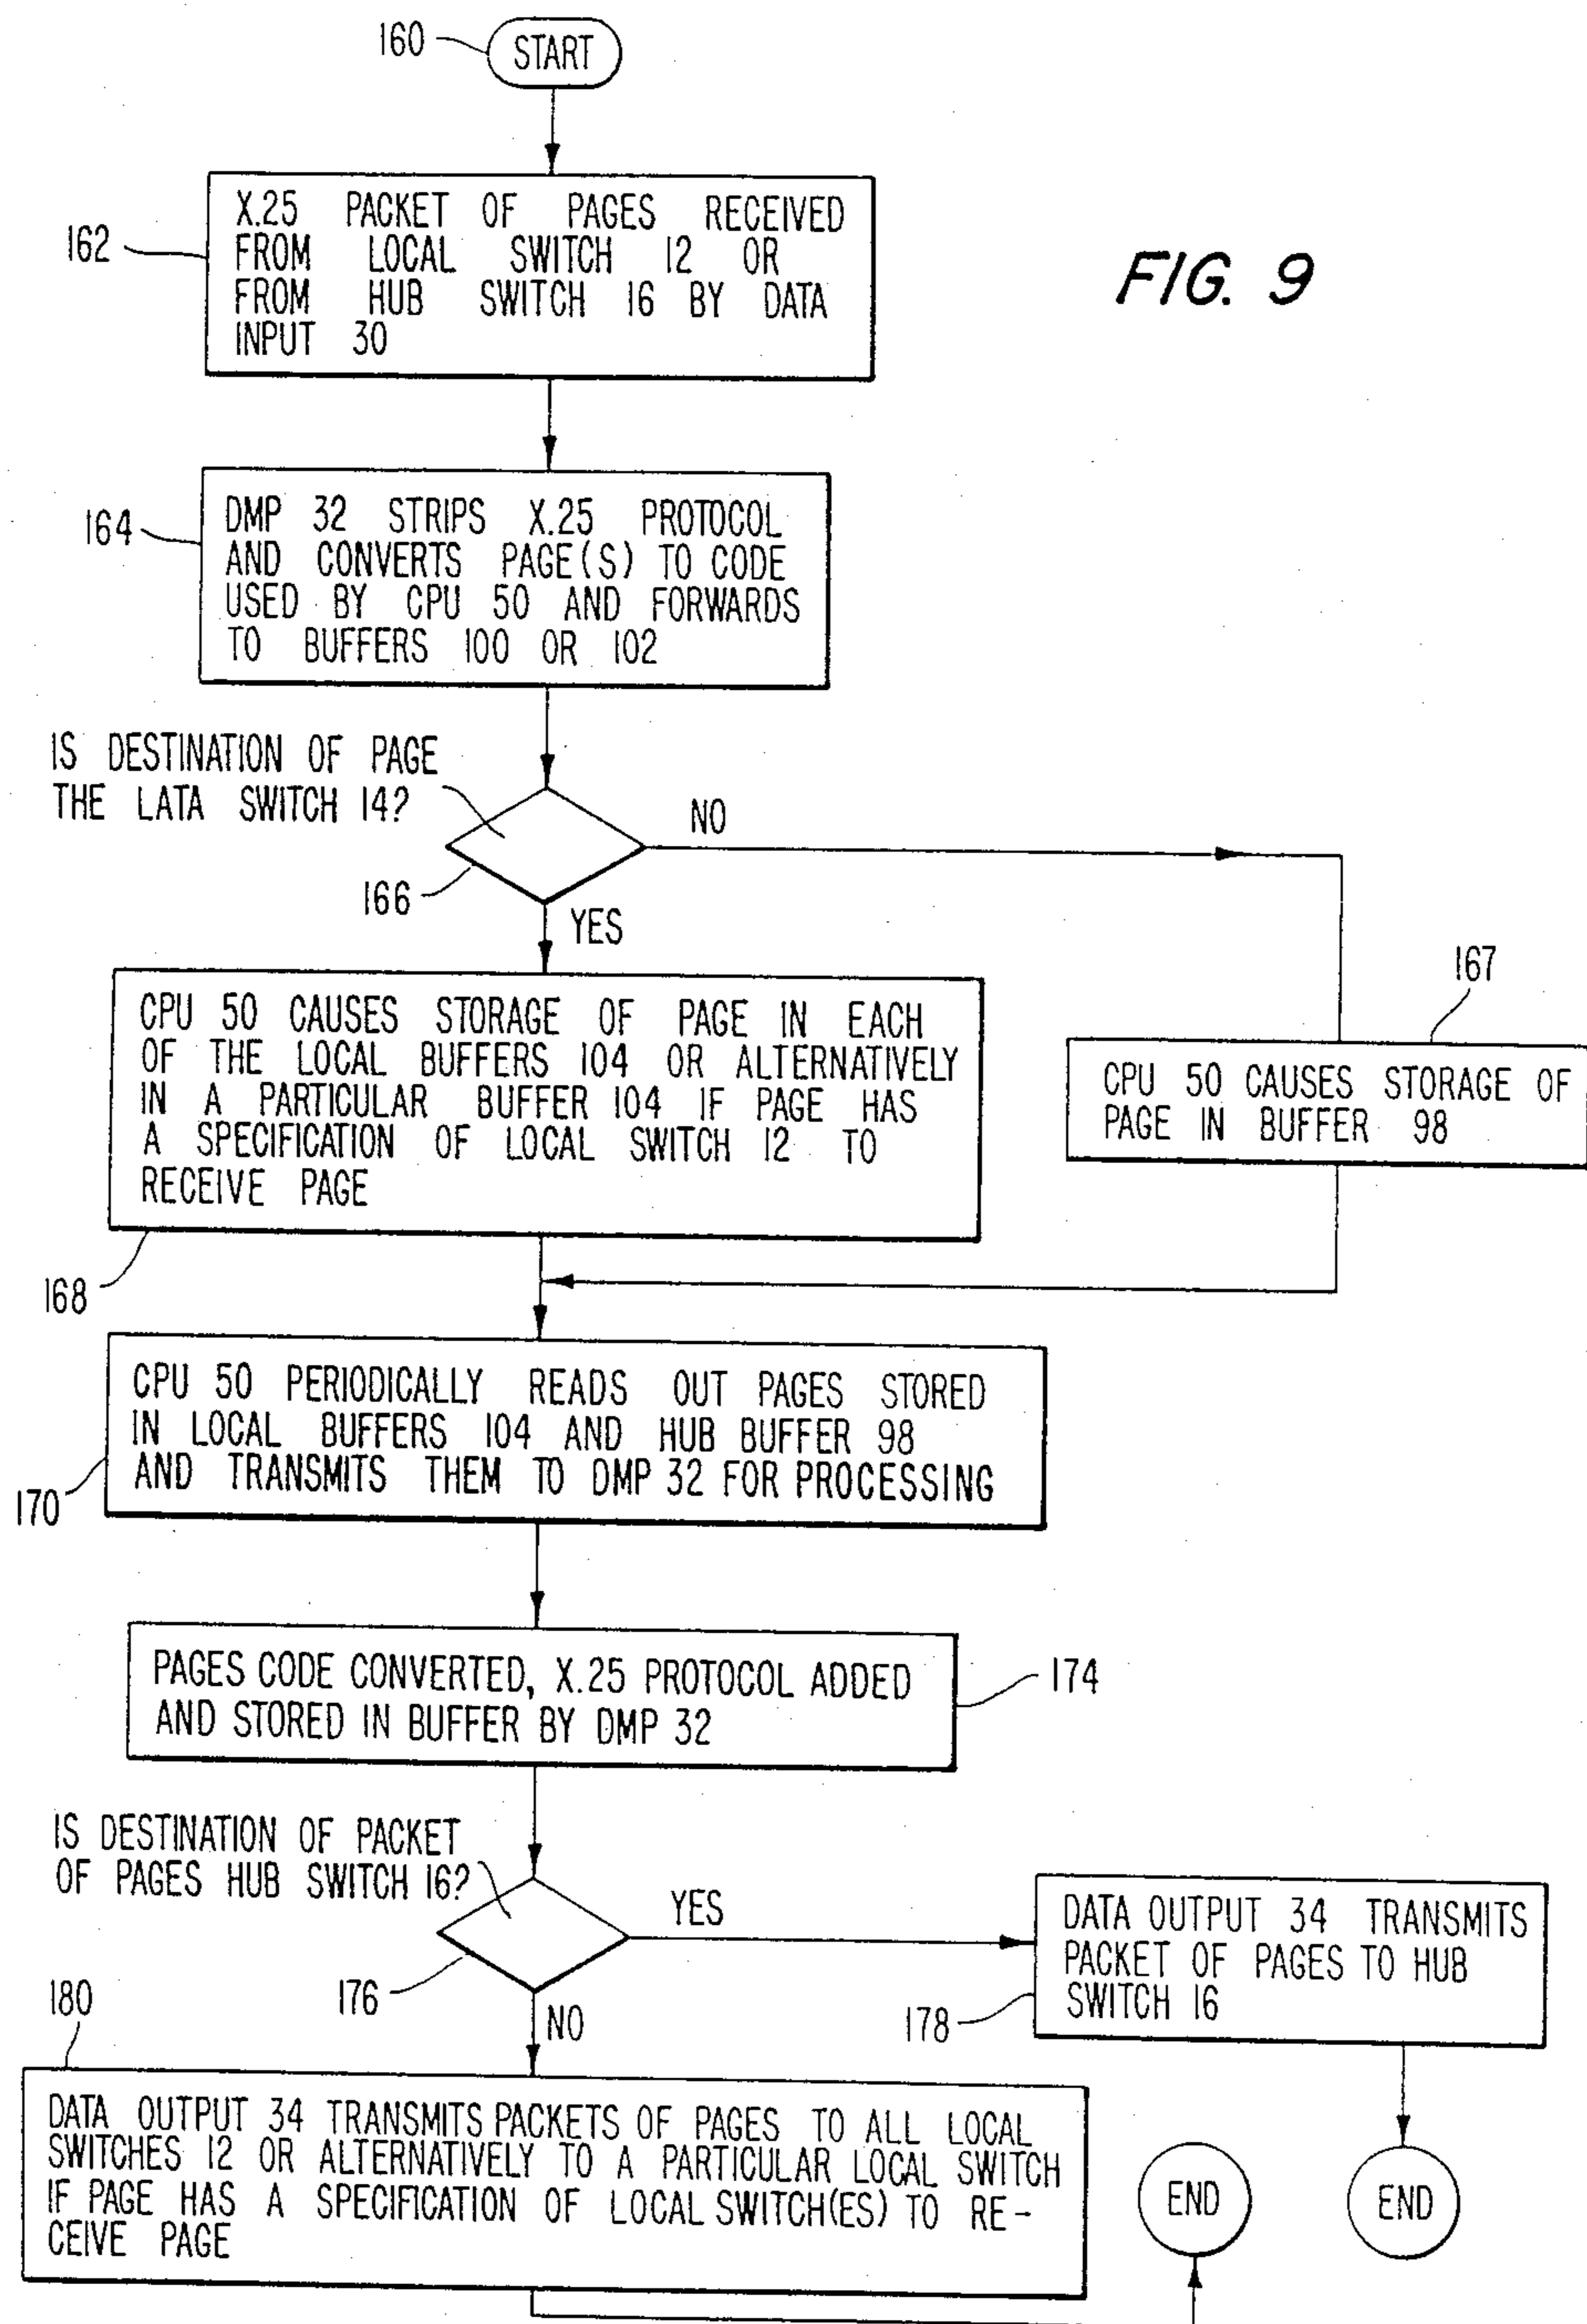 160
START
162
X.25 PACKET OF PAGES RECEIVED
FROM LOCAL SWITCH 12 OR
FROM HUB SWITCH 16 BY DATA
INPUT 30
FIG. 9
164
DMP 32 STRIPS X.25 PROTOCOL
AND CONVERTS PAGE(S) TO CODE
USED BY CPU 50 AND FORWARDS
TO BUFFERS 100 OR 102
IS DESTINATION OF PAGE
THE LATA SWITCH 14?
NO
166
YES
167
CPU 50 CAUSES STORAGE OF PAGE IN EACH
OF THE LOCAL BUFFERS 104 OR ALTERNATIVELY
IN A PARTICULAR BUFFER 104 IF PAGE HAS
A SPECIFICATION OF LOCAL SWITCH 12 TO
RECEIVE PAGE
CPU 50 CAUSES STORAGE OF
PAGE IN BUFFER 98
168
CPU 50 PERIODICALLY READS OUT PAGES STORED
IN LOCAL BUFFERS 104 AND HUB BUFFER 98
AND TRANSMITS THEM TO DMP 32 FOR PROCESSING
170
PAGES CODE CONVERTED, X.25 PROTOCOL ADDED
AND STORED IN BUFFER BY DMP 32
174
IS DESTINATION OF PACKET
OF PAGES HUB SWITCH 16?
YES
176
NO
DATA OUTPUT 34 TRANSMITS
PACKET OF PAGES TO HUB
SWITCH 16
178
180
DATA OUTPUT 34 TRANSMITS PACKETS OF PAGES TO ALL LOCAL
SWITCHES 12 OR ALTERNATIVELY TO A PARTICULAR LOCAL SWITCH
IF PAGE HAS A SPECIFICATION OF LOCAL SWITCH(ES) TO RE-
CEIVE PAGE
END
END